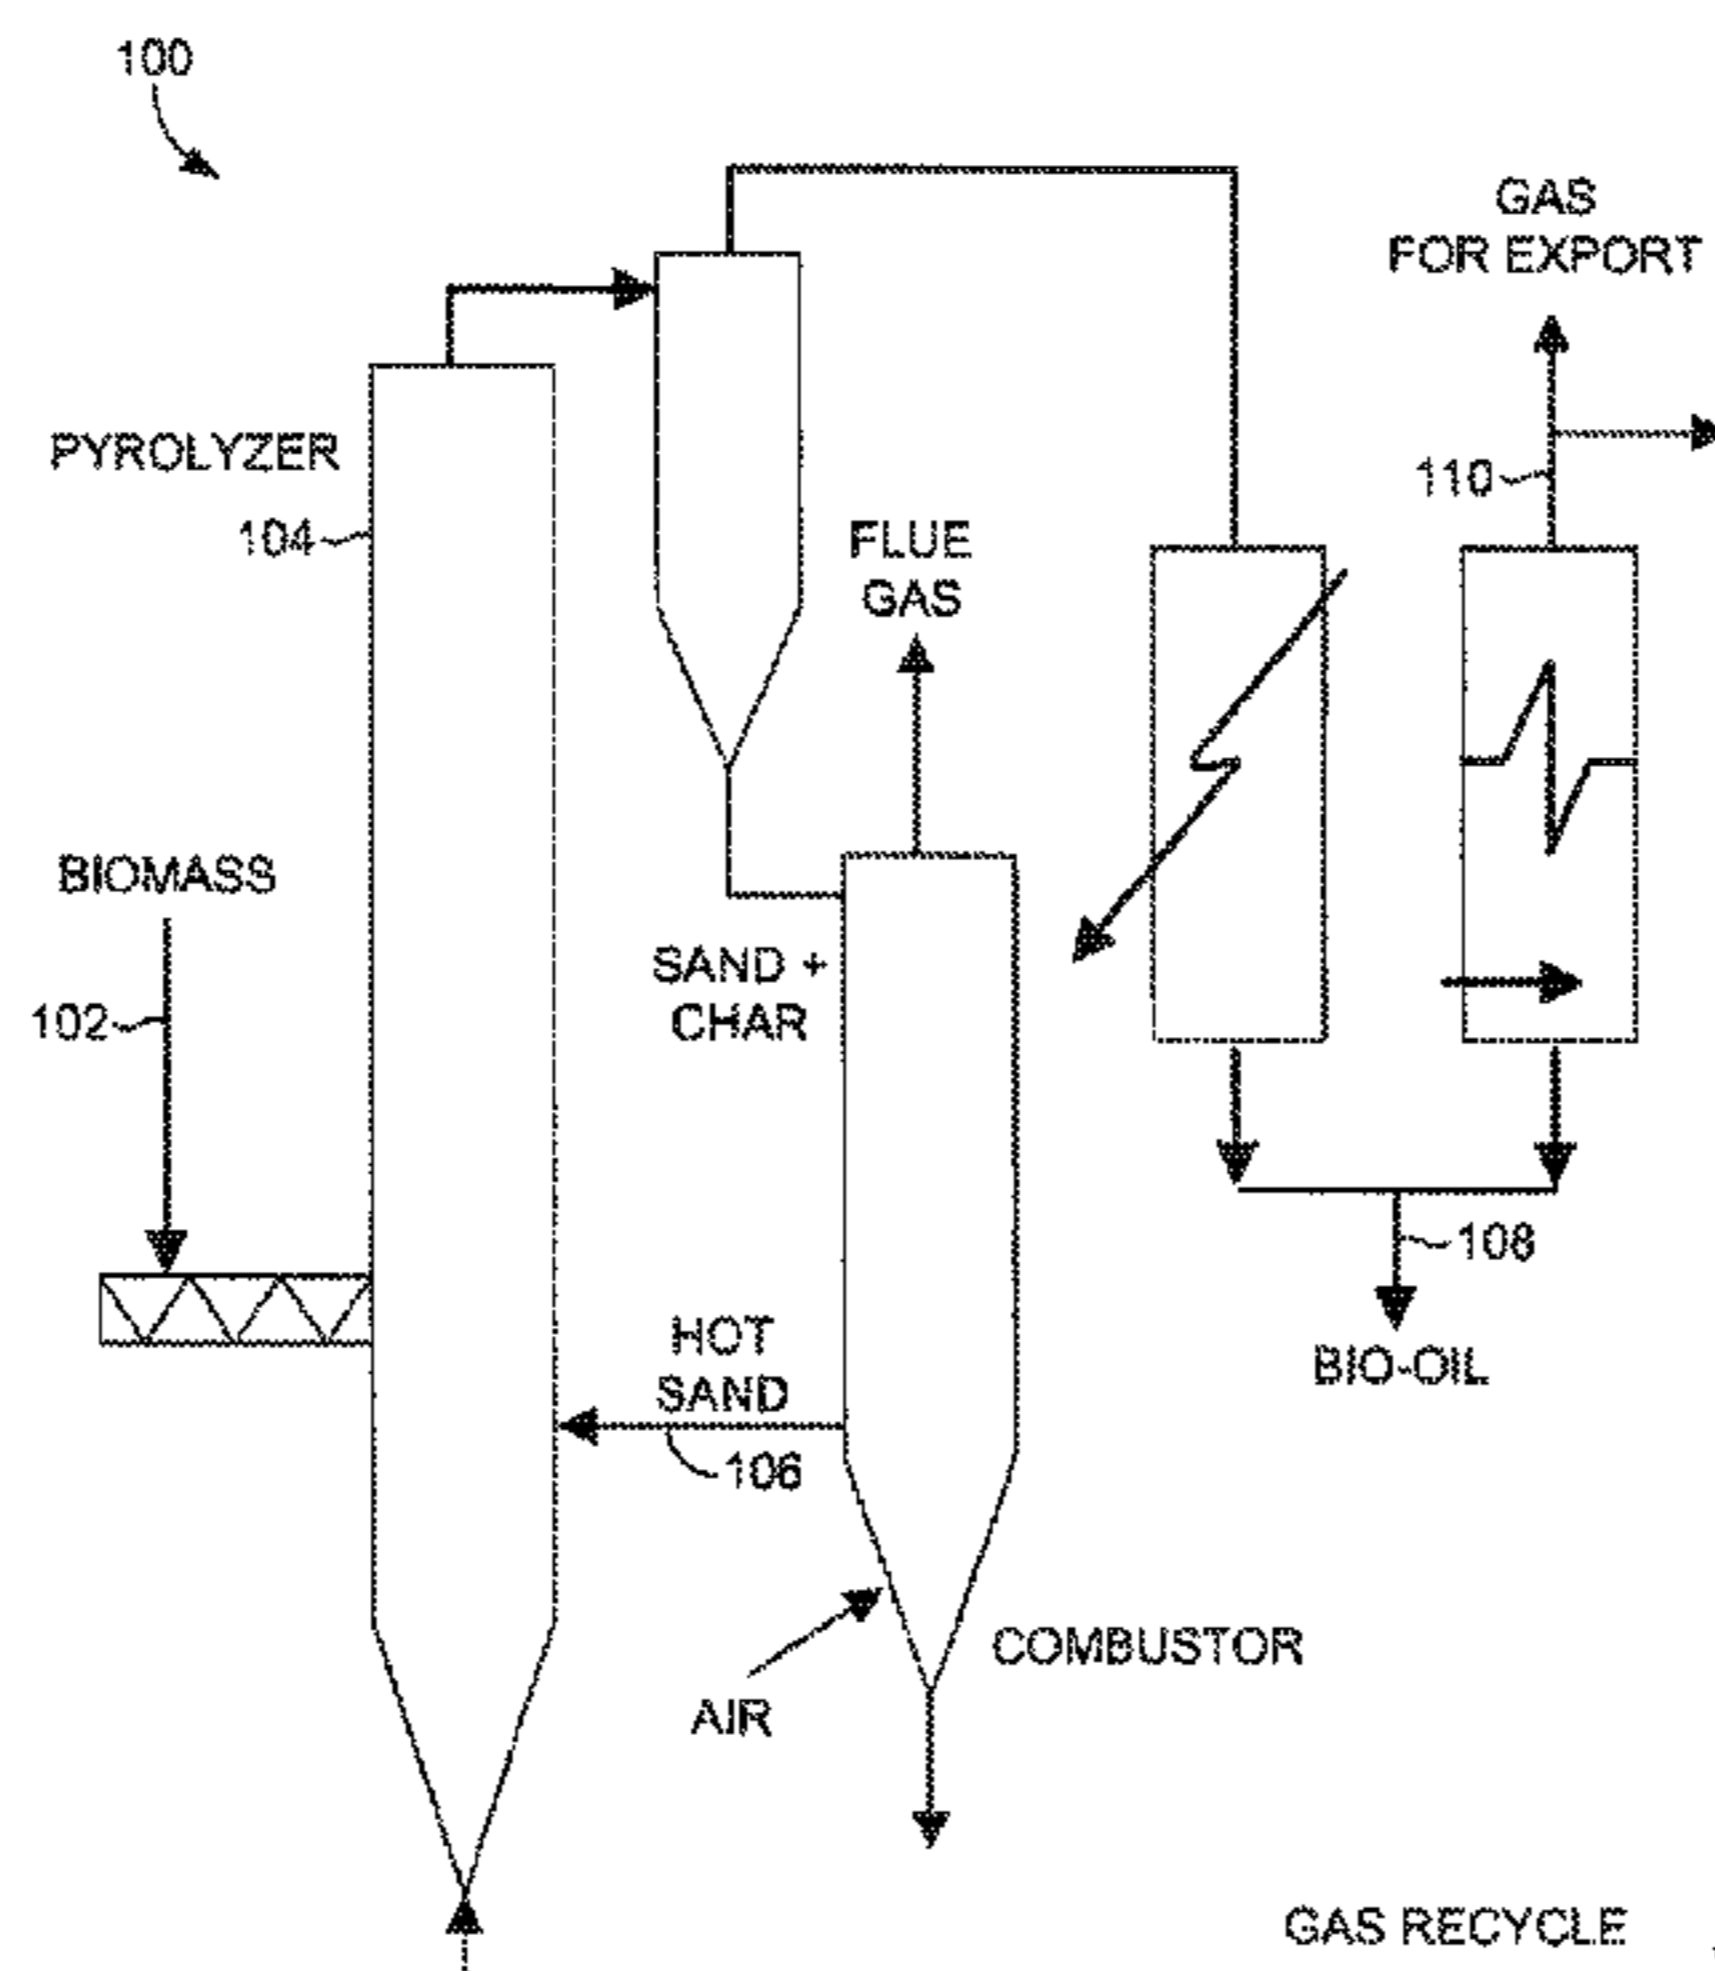 100
GAS
FOR EXPORT
PYROLYZER
110
104
FLUE
GAS
BIOMASS
SAND +
CHAR
102
108
HOT
SAND
BIO-OIL
106
COMBUSTOR
AIR
GAS RECYCLE